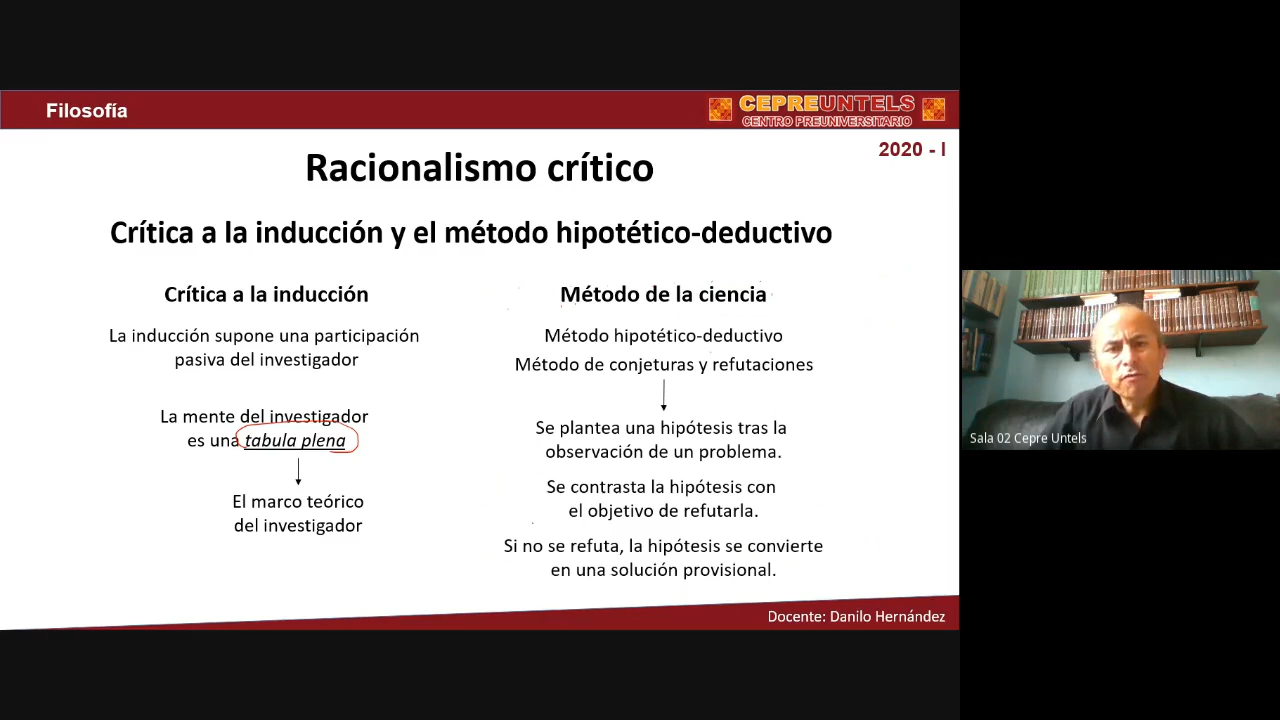 Filosofía
CEPREUNTELS
CENTRO PREUNIVERSITARIO
2020 - I
Racionalismo crítico
Crítica a la inducción y el método hipotético-deductivo
Crítica a la inducción
La inducción supone una participación
pasiva del investigador
La mente del investigador
es una tabula plena
El marco teórico
del investigador
Método de la ciencia
Método hipotético-deductivo
Método de conjeturas y refutaciones
Se plantea una hipótesis tras la
observación de un problema.
Se contrasta la hipótesis con
el objetivo de refutarla.
Si no se refuta, la hipótesis se convierte
en una solución provisional.
Docente: Danilo Hernández
Sala 02 Cepre Untels